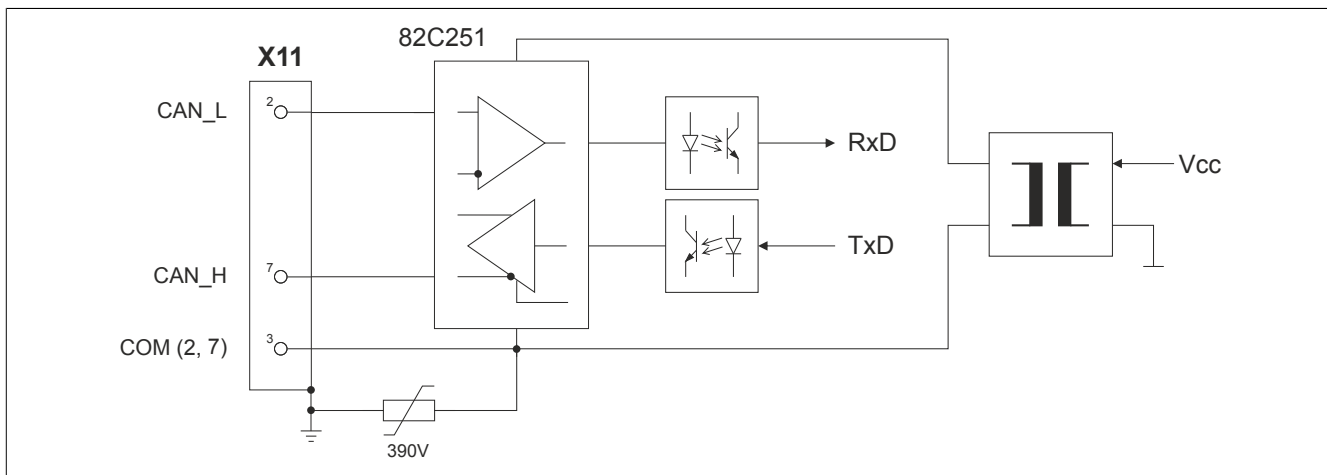 82C251
X11
CAN_L
2
RxD
Vcc
TxD
CAN_H
7
COM (2, 7)
3
390V